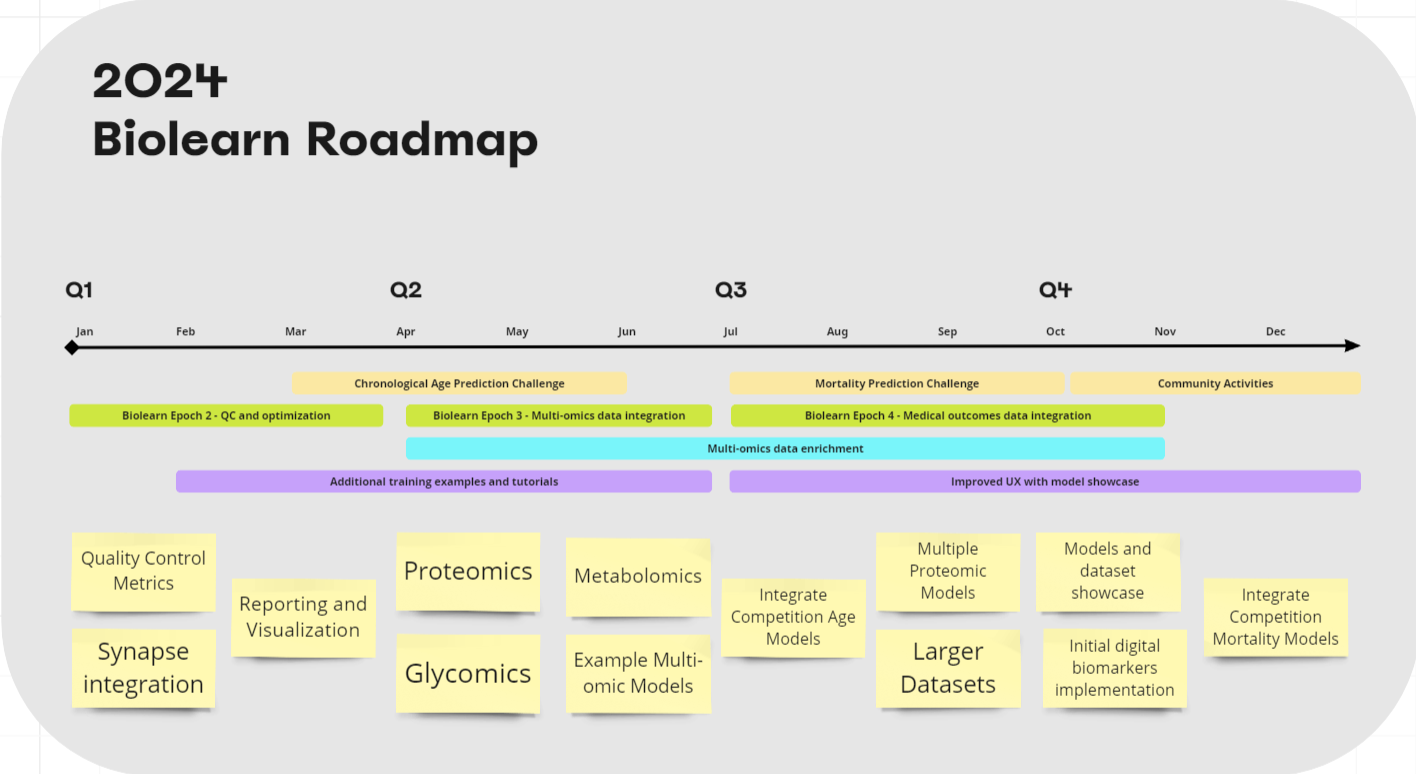 2024
Biolearn Roadmap
Q1
Q2
Q3
Q4
Jan
Feb
Mar
Apr
May
Jun
Jul
Aug
Sep
Oct
Nov
Dec
Chronological Age Prediction Challenge
Mortality Prediction Challenge
Community Activities
Biolearn Epoch 2 - QC and optimization
Biolearn Epoch 3 - Multi-omics data integration
Biolearn Epoch 4 - Medical outcomes data integration
Multi-omics data enrichment
Additional training examples and tutorials
Improved UX with model showcase
Quality Control
Metrics
Synapse
integration
Reporting and
Visualization
Proteomics
Glycomics
Metabolomics
Example Multi-
omic Models
Integrate
Competition Age
Models
Multiple
Proteomic
Models
Larger
Datasets
Models and
dataset
showcase
Initial digital
biomarkers
implementation
Integrate
Competition
Mortality Models